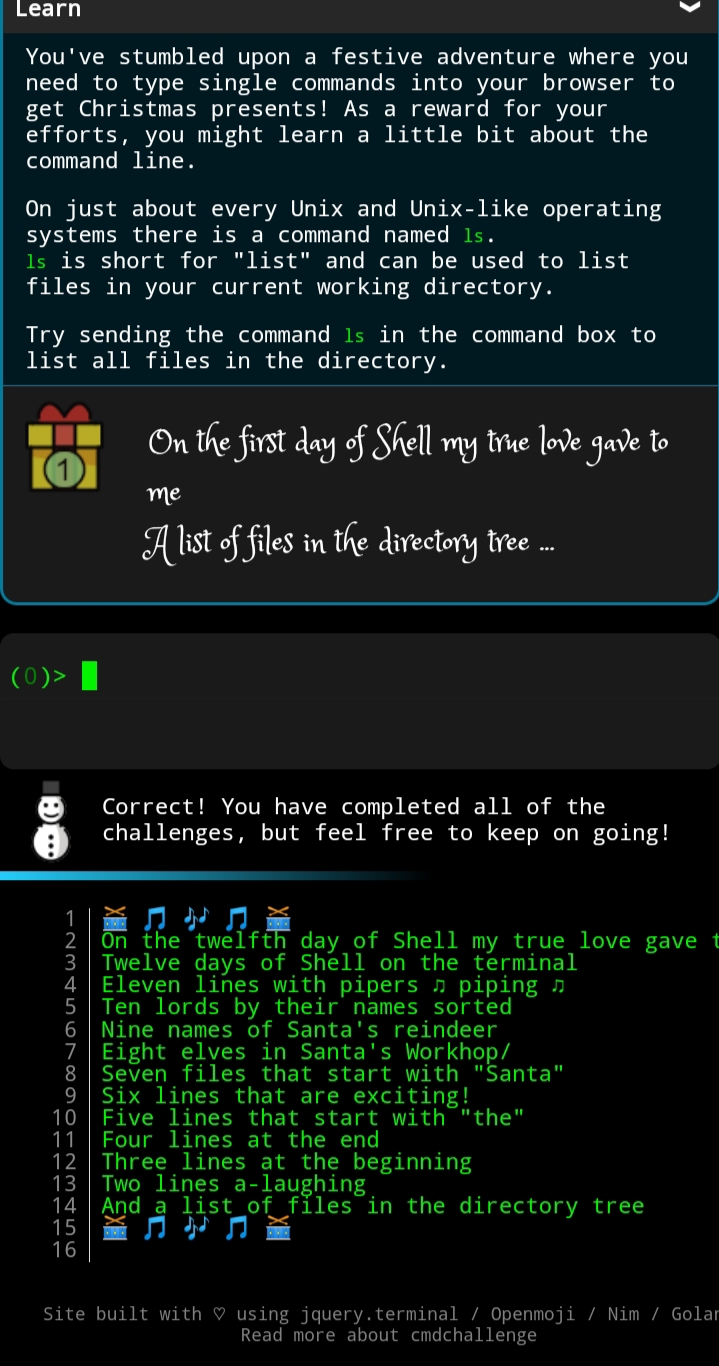 Learn
You've stumbled upon a festive adventure where you
need to type single commands into your browser to
get Christmas presents! As a reward for your
efforts, you might learn a little bit about the
command line.
On just about every Unix and Unix-like operating
systems there is a command named ls.
ls is short for "list" and can be used to list
files in your current working directory.
Try sending the command ls in the command box to
list all files in the directory.
1
On the first day of Shell my true love gave to
me
A list of files in the directory tree ...
(0)>
Correct! You have completed all of the
challenges, but feel free to keep on going!
1 🥁 🎵 🎶 🎵 🥁
2 On the twelfth day of Shell my true love gave t
3 Twelve days of Shell on the terminal
4 Eleven lines with pipers ♫ piping ♫
5 Ten lords by their names sorted
6 Nine names of Santa's reindeer
7 Eight elves in Santa's Workhop/
8 Seven files that start with "Santa"
9 Six lines that are exciting!
10 Five lines that start with "the"
11 Four lines at the end
12 Three lines at the beginning
13 Two lines a-laughing
14 And a list of files in the directory tree
15 🥁 🎵 🎶 🎵 🥁
16
Site built with ♡ using jquery.terminal / Openmoji / Nim / Golan
Read more about cmdchallenge